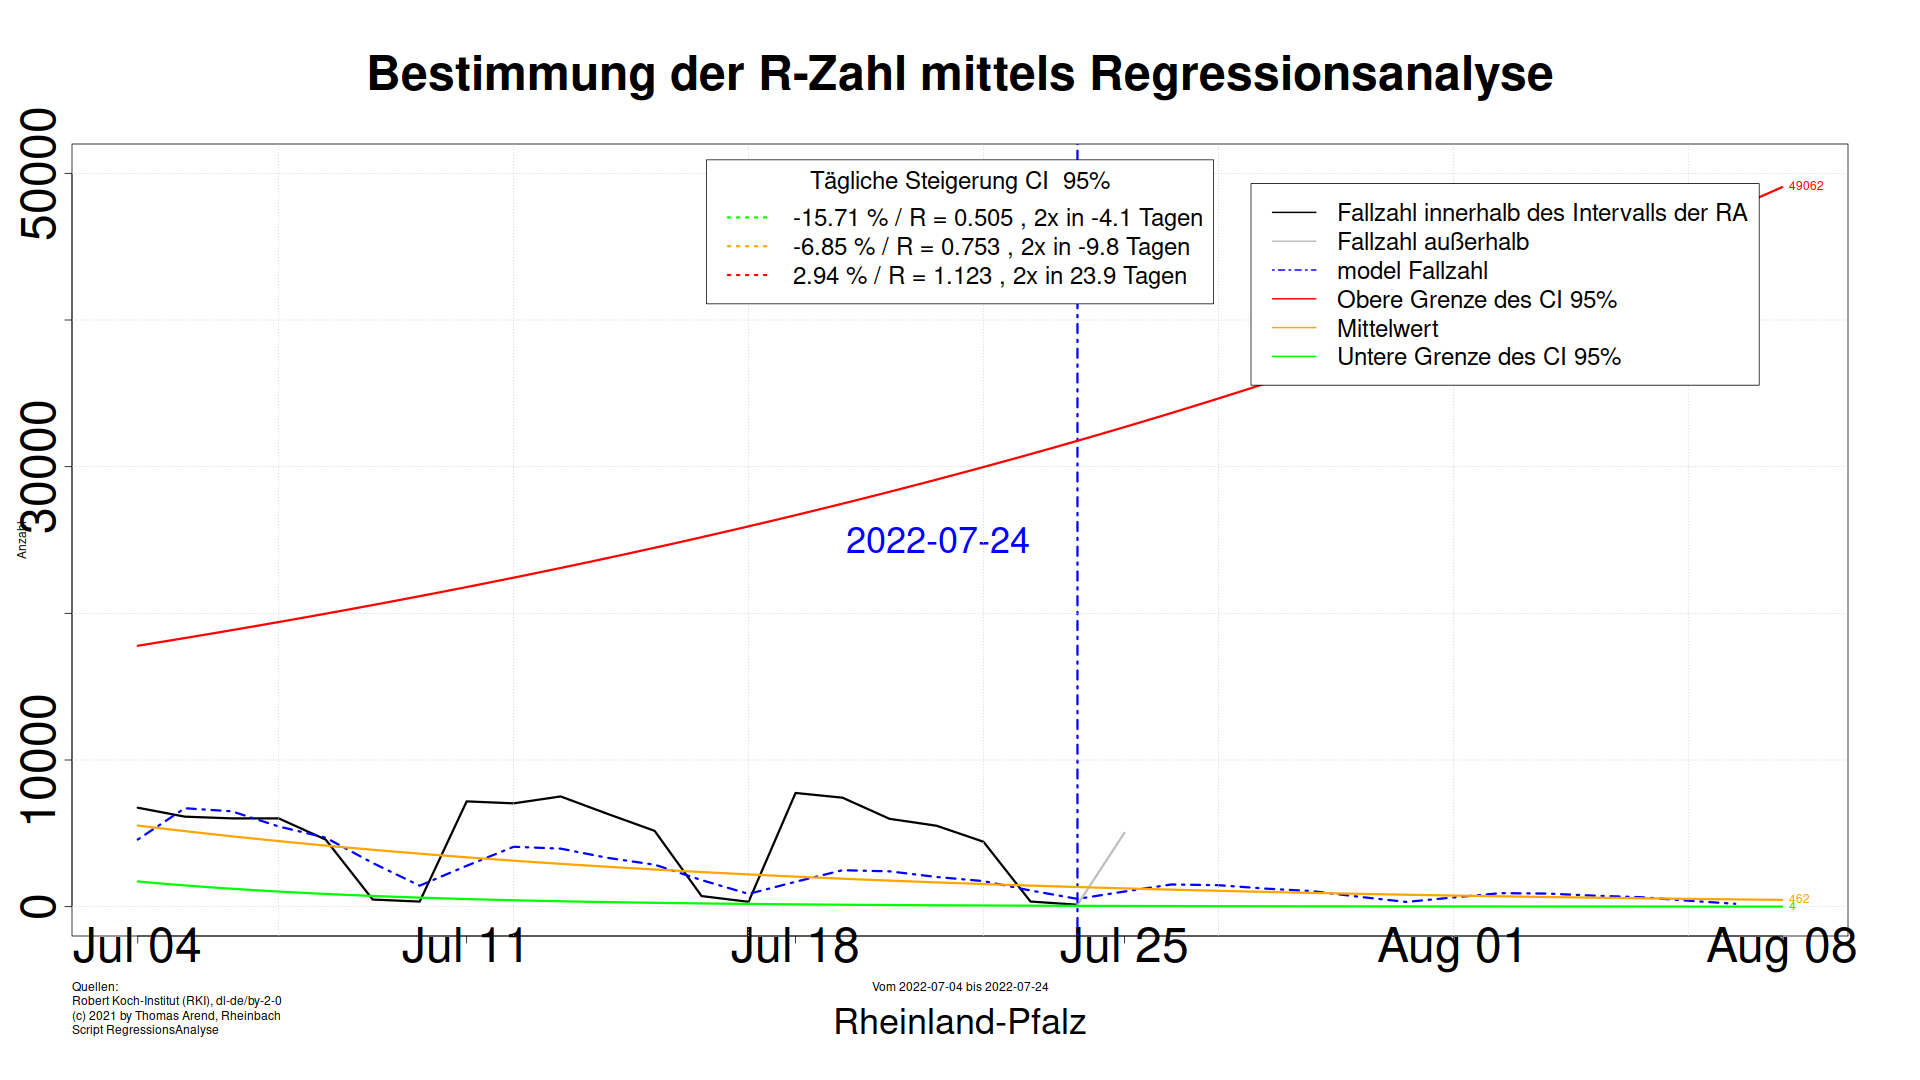 Bestimmung der R-Zahl mittels Regressionsanalyse
Anzahl
50000
30000
10000
0
Tägliche Steigerung CI  95%
-15.71 % / R = 0.505 , 2x in -4.1 Tagen
-6.85 % / R = 0.753 , 2x in -9.8 Tagen
2.94 % / R = 1.123 , 2x in 23.9 Tagen
Fallzahl innerhalb des Intervalls der RA
Fallzahl außerhalb
model Fallzahl
Obere Grenze des CI 95%
Mittelwert
Untere Grenze des CI 95%
49062
2022-07-24
462
4
Jul 04
Jul 11
Jul 18
Jul 25
Aug 01
Aug 08
Quellen:
Robert Koch-Institut (RKI), dl-de/by-2-0
(c) 2021 by Thomas Arend, Rheinbach
Script RegressionsAnalyse
Vom 2022-07-04 bis 2022-07-24
Rheinland-Pfalz